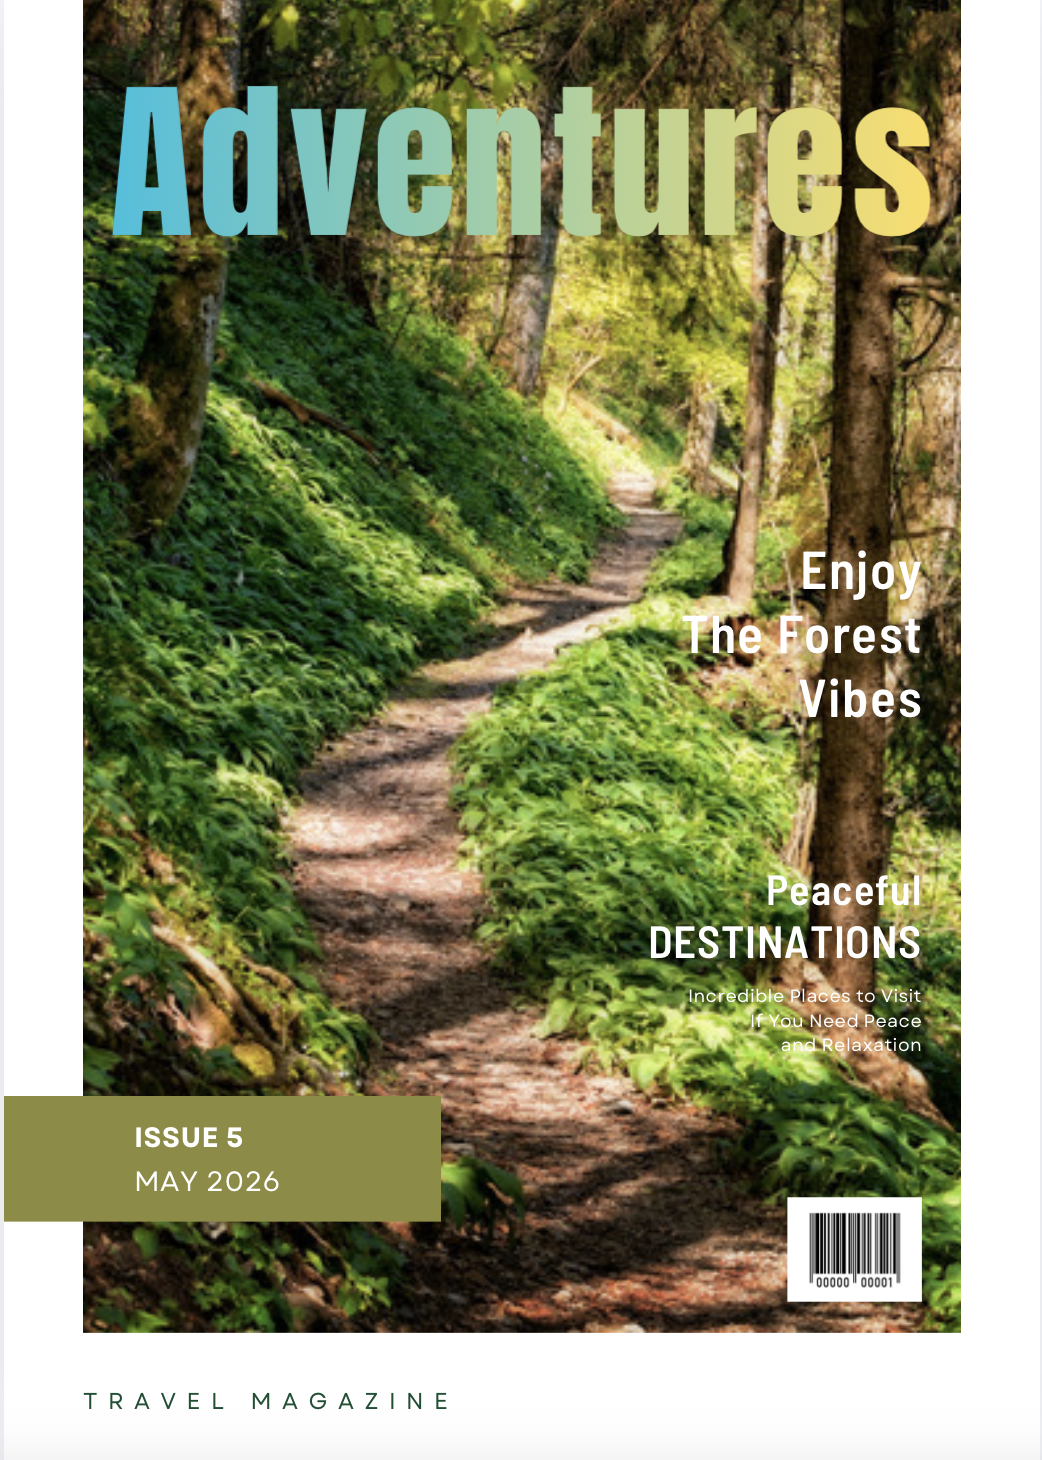 Adventures
Enjoy
The Forest
Vibes
Peaceful
DESTINATIONS
Incredible Places to Visit
If You Need Peace
and Relaxation
ISSUE 5
MAY 2026
00000 00001
TRAVEL MAGAZINE